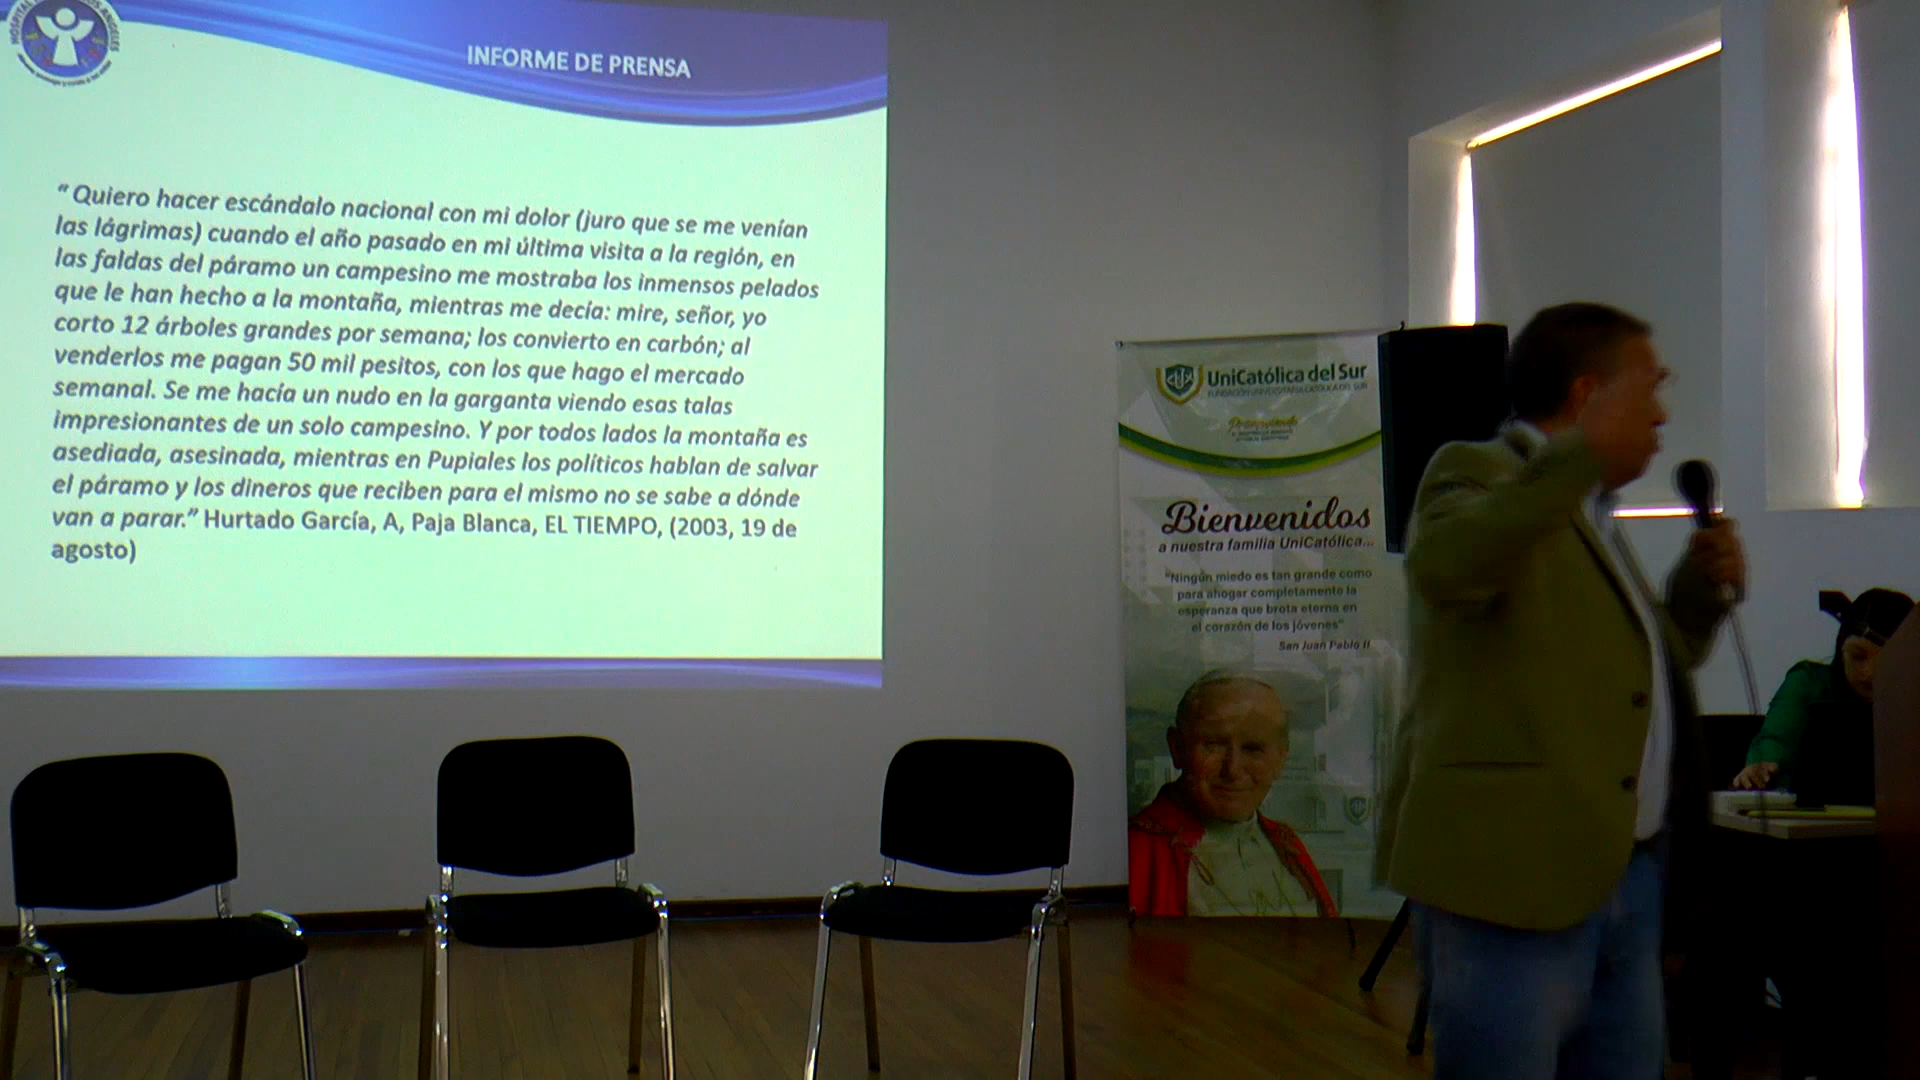 HOSPITAL
ANGELES
INFORME DE PRENSA
“ Quiero hacer escándalo nacional con mi dolor (juro que se me venían
las lágrimas) cuando el año pasado en mi última visita a la región, en
las faldas del páramo un campesino me mostraba los inmensos pelados
que le han hecho a la montaña, mientras me decía: mire, señor, yo
corto 12 árboles grandes por semana; los convierto en carbón; al
venderlos me pagan 50 mil pesitos, con los que hago el mercado
semanal. Se me hacía un nudo en la garganta viendo esas talas
impresionantes de un solo campesino. Y por todos lados la montaña es
asediada, asesinada, mientras en Pupiales los políticos hablan de salvar
el páramo y los dineros que reciben para el mismo no se sabe a dónde
van a parar.” Hurtado García, A, Paja Blanca, EL TIEMPO, (2003, 19 de
agosto)
UniCatólica del Sur
FUNDACIÓN UNIVERSITARIA CATÓLICA DEL SUR
Bienvenidos
a nuestra familia UniCatólica...
“Ningún miedo es tan grande como
para ahogar completamente la
esperanza que brota eterna en
el corazón de los jóvenes”
San Juan Pablo II